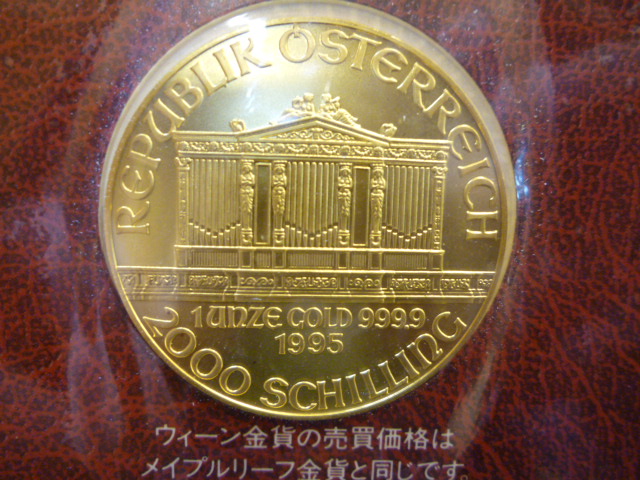 REPUBLIK ÖSTERREICH
1 UNZE GOLD 999.9
1995
2000 SCHILLING
ウィーン金貨の売買価格は
メイプルリーフ金貨と同じです。